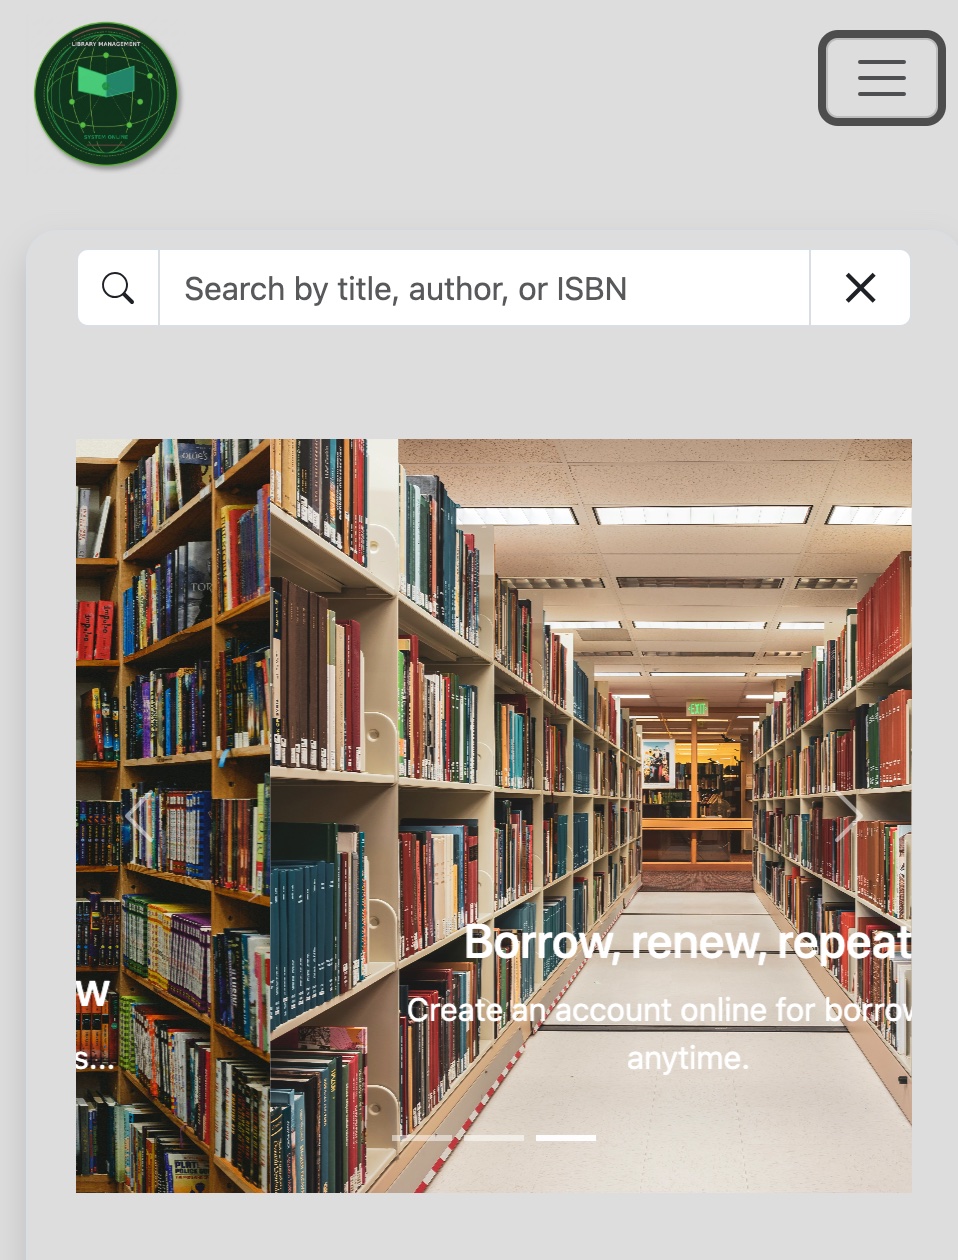 LIBRARY MANAGEMENT
SYSTEM ONLINE
Search by title, author, or ISBN
EXIT
w
s...
Borrow, renew, repeat
Create an account online for borrow
anytime.